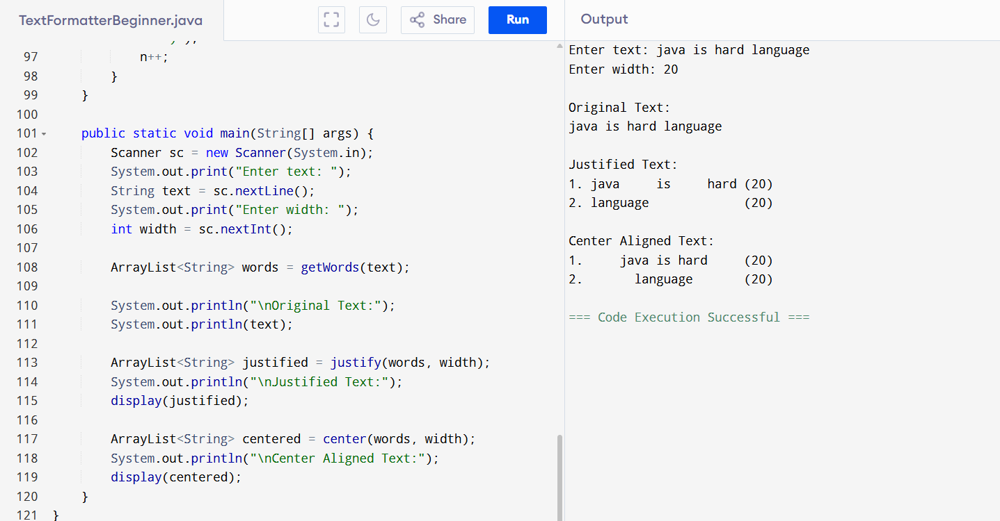 TextFormatterBeginner.java
Share
Run
Output
97            n++;
98        }
99    }
100
101    public static void main(String[] args) {
102        Scanner sc = new Scanner(System.in);
103        System.out.print("Enter text: ");
104        String text = sc.nextLine();
105        System.out.print("Enter width: ");
106        int width = sc.nextInt();
107
108        ArrayList<String> words = getWords(text);
109
110        System.out.println("\nOriginal Text:");
111        System.out.println(text);
112
113        ArrayList<String> justified = justify(words, width);
114        System.out.println("\nJustified Text:");
115        display(justified);
116
117        ArrayList<String> centered = center(words, width);
118        System.out.println("\nCenter Aligned Text:");
119        display(centered);
120    }
121 }
Enter text: java is hard language
Enter width: 20

Original Text:
java is hard language

Justified Text:
1. java     is     hard (20)
2. language             (20)

Center Aligned Text:
1.     java is hard     (20)
2.       language       (20)

=== Code Execution Successful ===